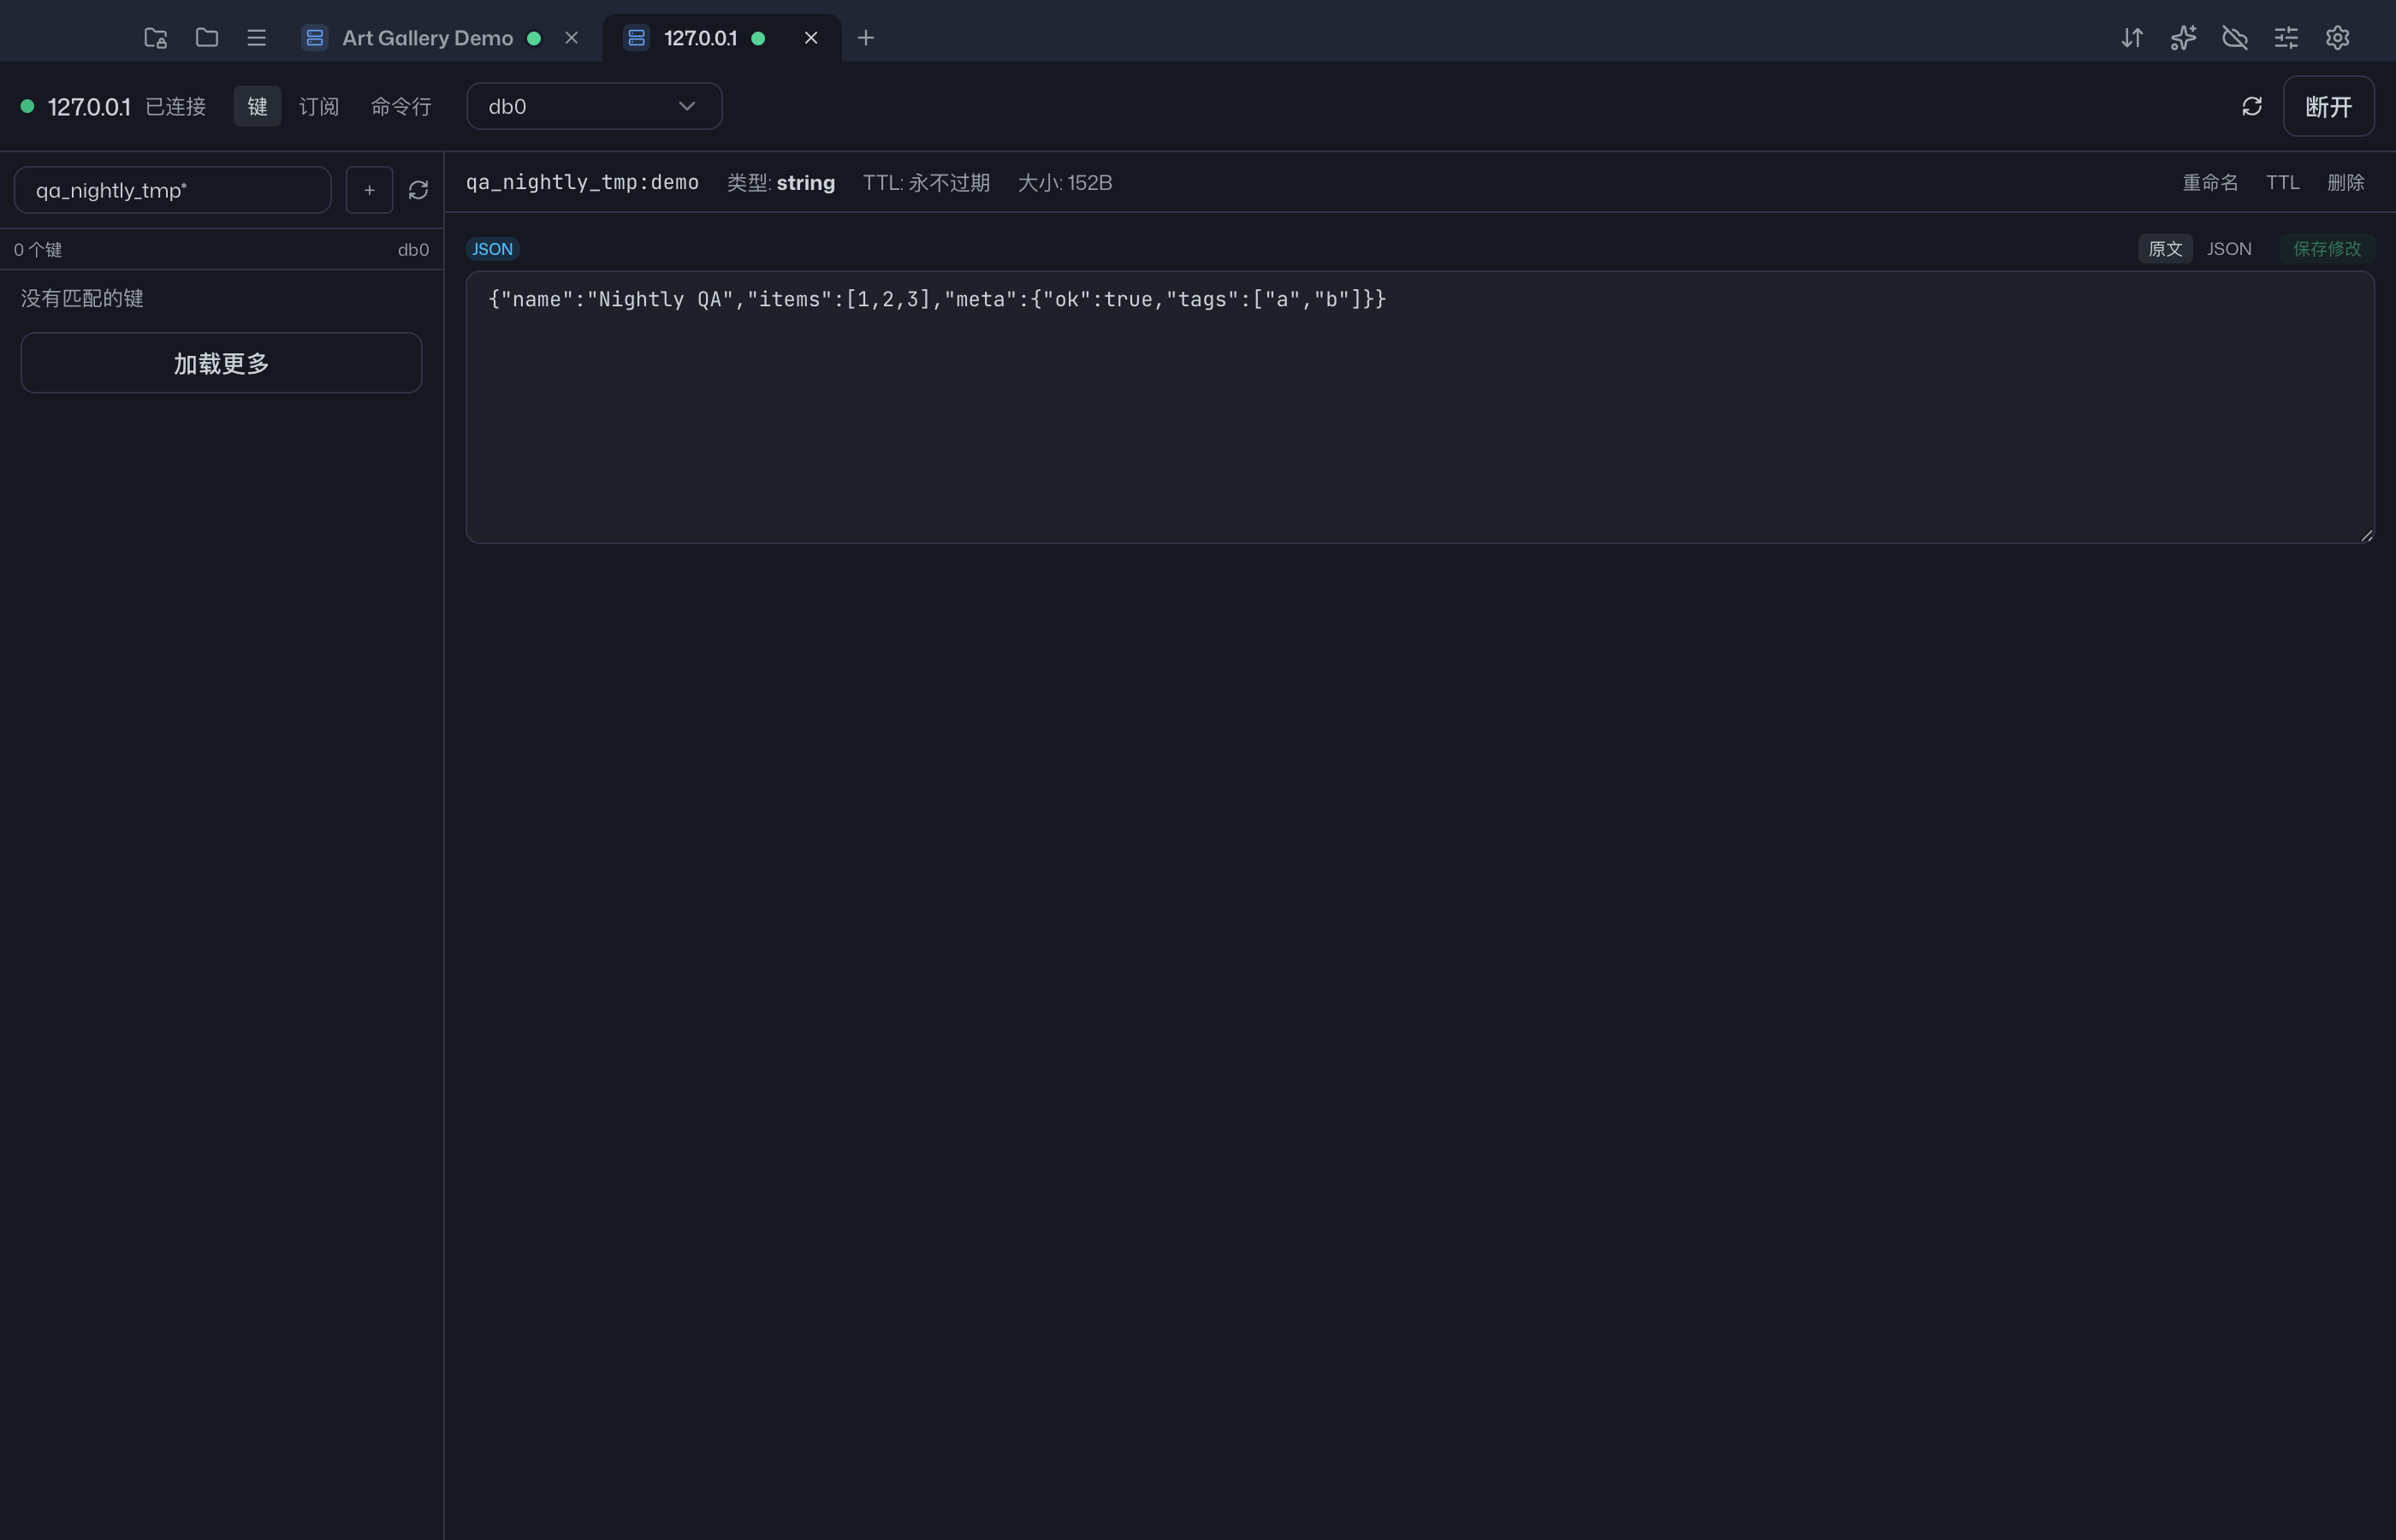 Art Gallery Demo
127.0.0.1
127.0.0.1 已连接 键 订阅 命令行 db0 断开
qa_nightly_tmp* +
qa_nightly_tmp:demo 类型: string TTL: 永不过期 大小: 152B 重命名 TTL 删除
0 个键 db0
JSON 原文 JSON 保存修改
没有匹配的键
{"name":"Nightly QA","items":[1,2,3],"meta":{"ok":true,"tags":["a","b"]}}
加载更多